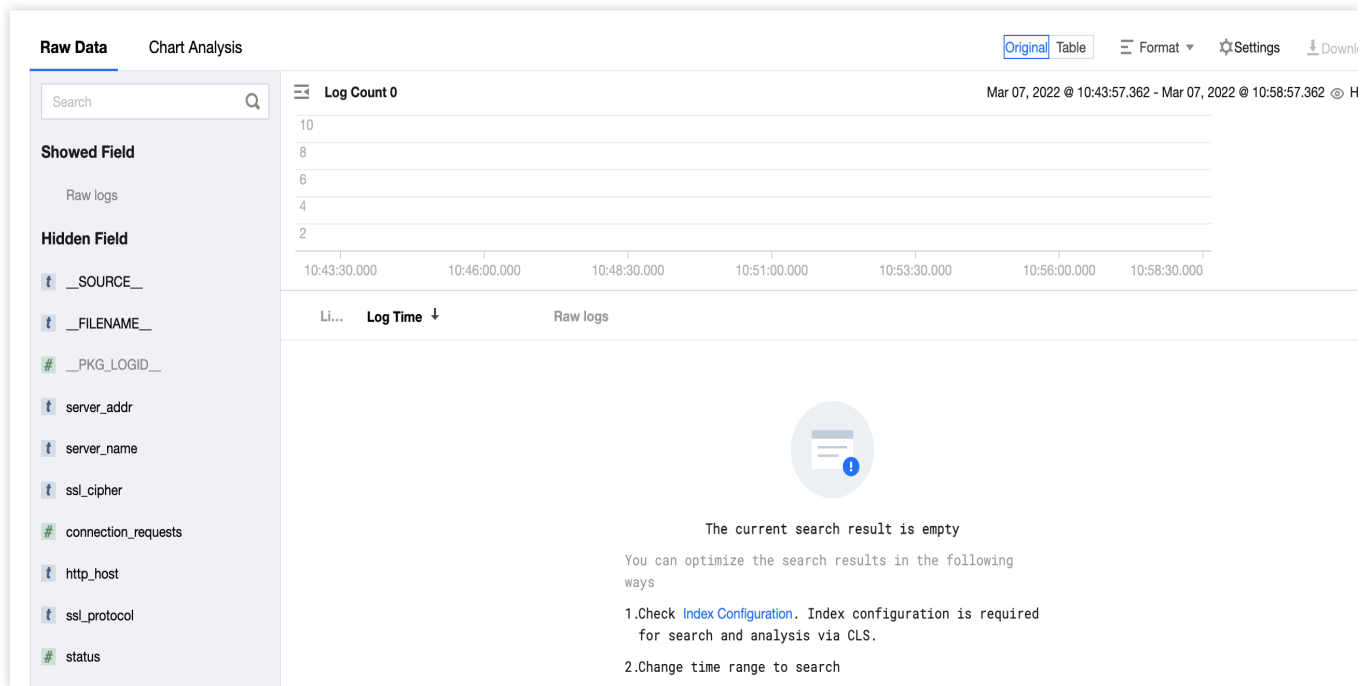 Raw Data
Chart Analysis
Original
Table
Format
Settings
Search
Log Count 0
Mar 07, 2022 @ 10:43:57.362 - Mar 07, 2022 @ 10:58:57.362
10
8
6
4
2
10:43:30.000
10:46:00.000
10:48:30.000
10:51:00.000
10:53:30.000
10:56:00.000
10:58:30.000
Showed Field
Raw logs
Hidden Field
t __SOURCE__
t __FILENAME__
# __PKG_LOGID__
t server_addr
t server_name
t ssl_cipher
# connection_requests
t http_host
t ssl_protocol
# status
Li...
Log Time
Raw logs
The current search result is empty
You can optimize the search results in the following
ways
1.Check Index Configuration. Index configuration is required
for search and analysis via CLS.
2.Change time range to search